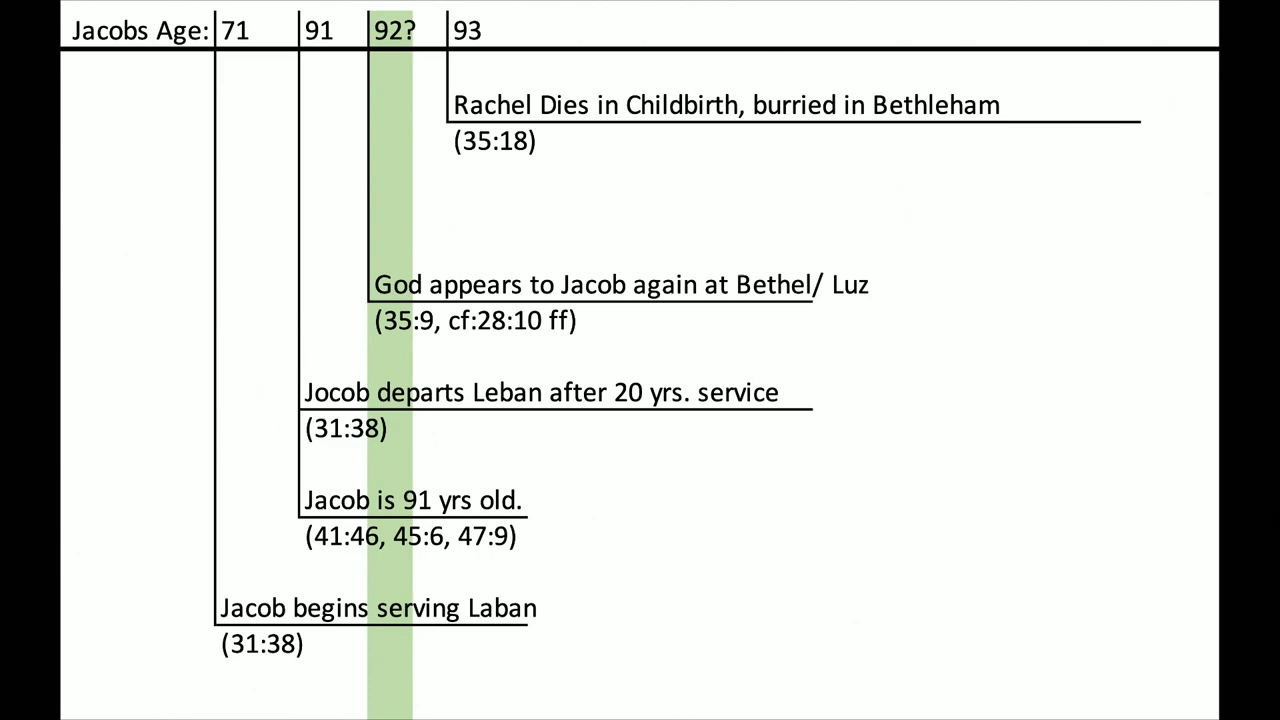 Jacobs Age: 71 91 92? 93
Rachel Dies in Childbirth, burried in Bethleham
(35:18)
God appears to Jacob again at Bethel/ Luz
(35:9, cf:28:10 ff)
Jocob departs Leban after 20 yrs. service
(31:38)
Jacob is 91 yrs old.
(41:46, 45:6, 47:9)
Jacob begins serving Laban
(31:38)